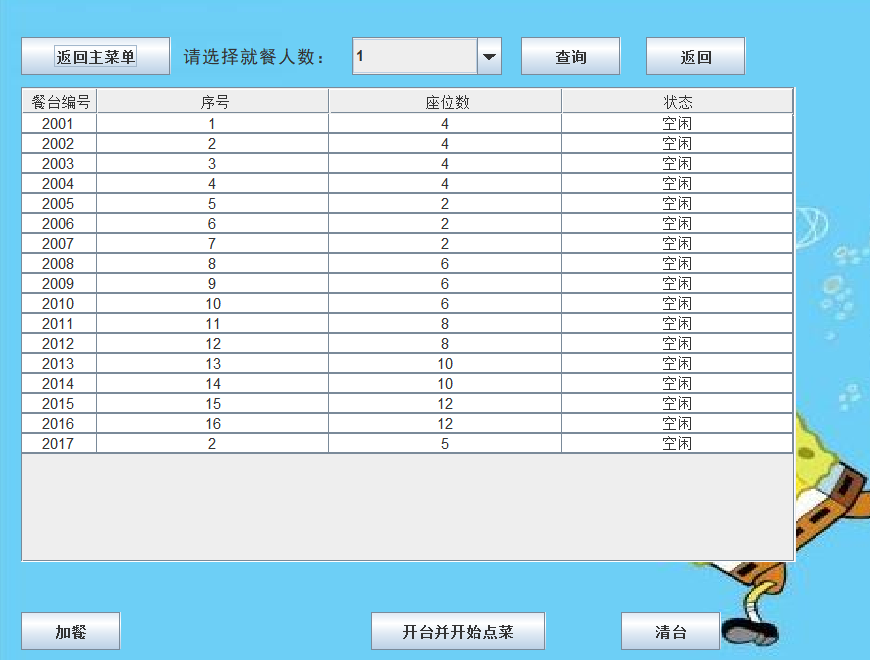 返回主菜单 请选择就餐人数： 1 查询 返回
餐台编号 序号 座位数 状态
2001 1 4 空闲
2002 2 4 空闲
2003 3 4 空闲
2004 4 4 空闲
2005 5 2 空闲
2006 6 2 空闲
2007 7 2 空闲
2008 8 6 空闲
2009 9 6 空闲
2010 10 6 空闲
2011 11 8 空闲
2012 12 8 空闲
2013 13 10 空闲
2014 14 10 空闲
2015 15 12 空闲
2016 16 12 空闲
2017 2 5 空闲
加餐 开台并开始点菜 清台